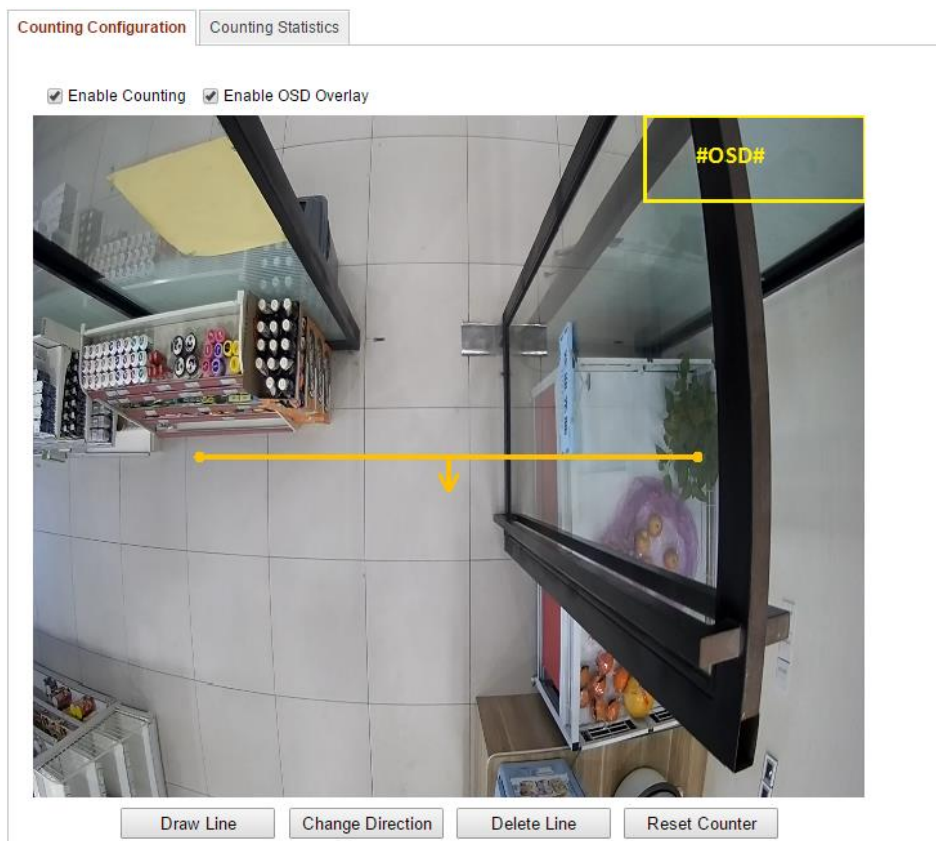 Counting Configuration
Counting Statistics
Enable Counting
Enable OSD Overlay
#OSD#
Draw Line
Change Direction
Delete Line
Reset Counter